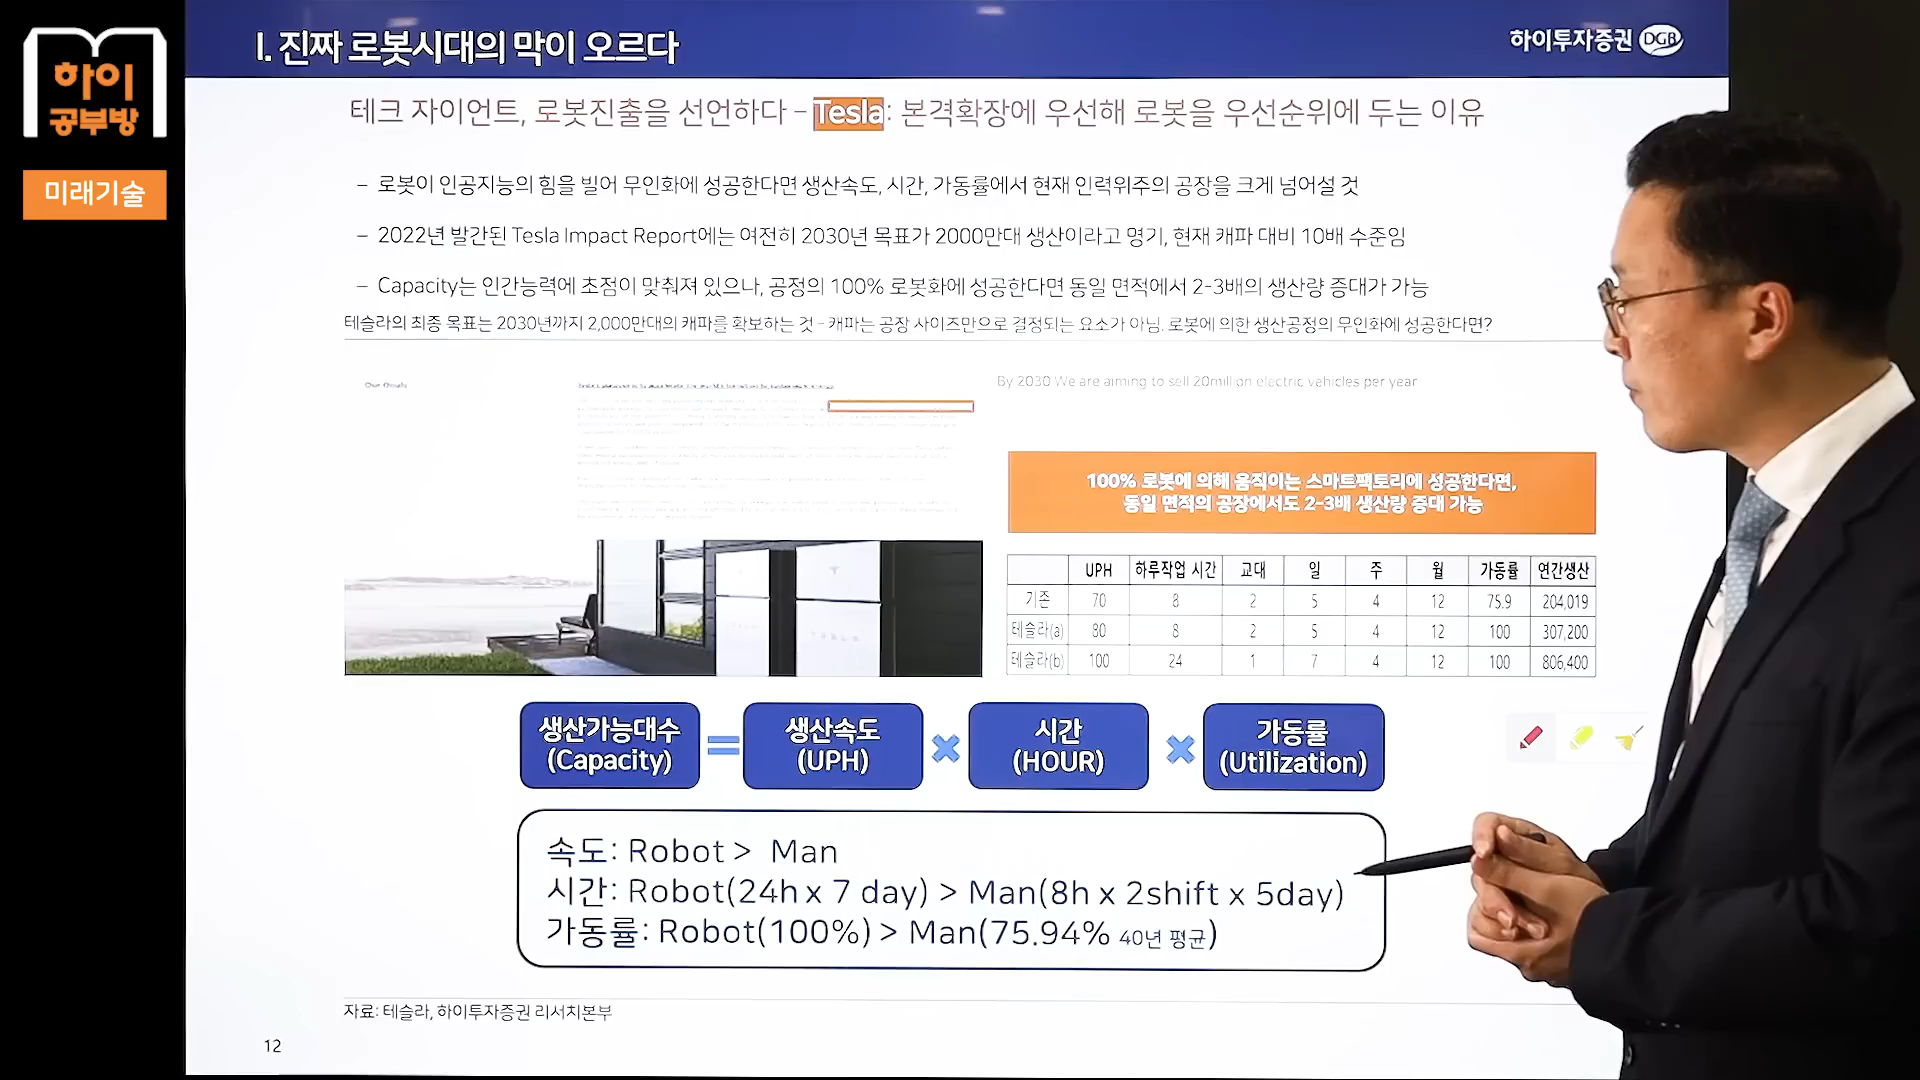 하이
공부방
미래기술
I. 진짜 로봇시대의 막이 오르다
하이투자증권 DGB
테크 자이언트, 로봇진출을 선언하다 – Tesla: 본격확장에 우선해 로봇을 우선순위에 두는 이유
– 로봇이 인공지능의 힘을 빌어 무인화에 성공한다면 생산속도, 시간, 가동률에서 현재 인력위주의 공장을 크게 넘어설 것
– 2022년 발간된 Tesla Impact Report에는 여전히 2030년 목표가 2000만대 생산이라고 명기, 현재 캐파 대비 10배 수준임
– Capacity는 인간능력에 초점이 맞춰져 있으나, 공정의 100% 로봇화에 성공한다면 동일 면적에서 2-3배의 생산량 증대가 가능
테슬라의 최종 목표는 2030년까지 2,000만대의 캐파를 확보하는 것 – 캐파는 공장 사이즈만으로 결정되는 요소가 아님. 로봇에 의한 생산공정의 무인화에 성공한다면?
Our Goals
By 2030 We are aiming to sell 20million electric vehicles per year
100% 로봇에 의해 움직이는 스마트팩토리에 성공한다면,
동일 면적의 공장에서도 2-3배 생산량 증대 가능
UPH 하루작업 시간 교대 일 주 월 가동률 연간생산
기존 70 8 2 5 4 12 75.9 204,019
테슬라(a) 80 8 2 5 4 12 100 307,200
테슬라(b) 100 24 1 7 4 12 100 806,400
생산가능대수 = 생산속도 × 시간 × 가동률
(Capacity) (UPH) (HOUR) (Utilization)
속도: Robot > Man
시간: Robot(24h x 7 day) > Man(8h x 2shift x 5day)
가동률: Robot(100%) > Man(75.94% 40년 평균)
자료: 테슬라, 하이투자증권 리서치본부
12